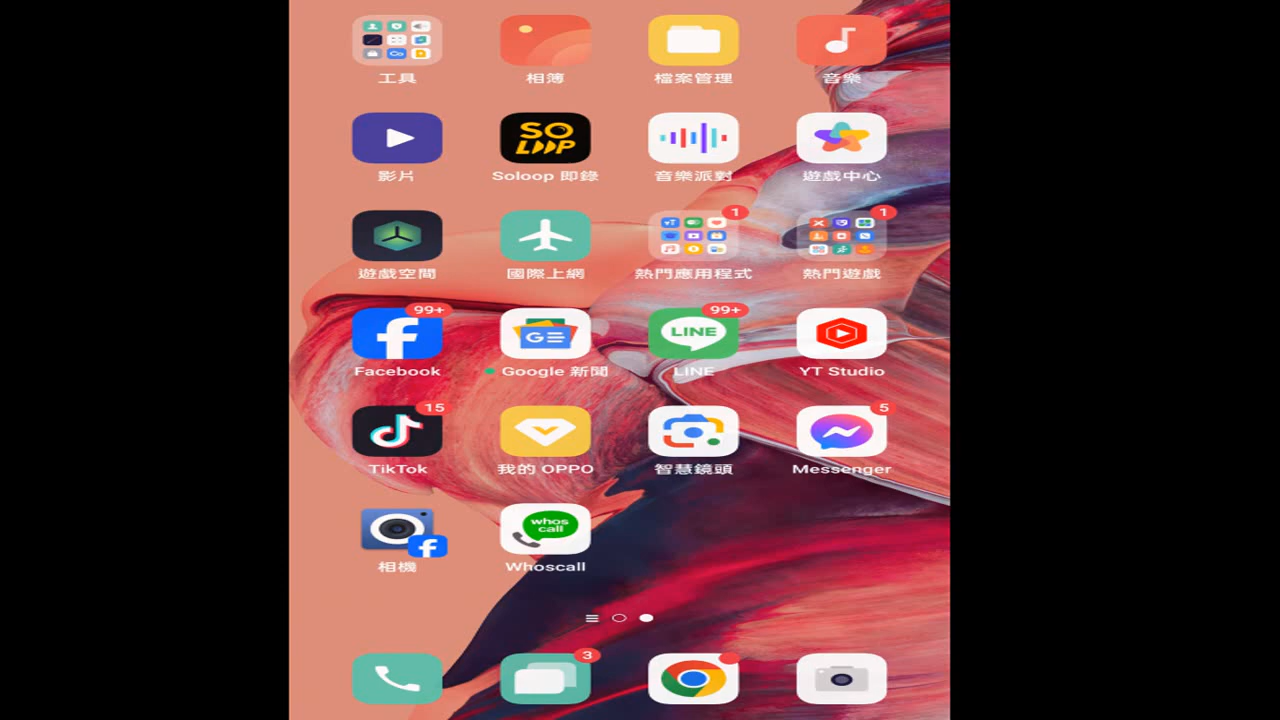 工具 相簿 檔案管理 音樂
SO
LOOP
影片 Soloop 即錄 音樂派對 遊戲中心
1 1
遊戲空間 國際上網 熱門應用程式 熱門遊戲
99+ 99+
LINE
Facebook Google 新聞 LINE YT Studio
15 5
TikTok 我的 OPPO 智慧鏡頭 Messenger
whos
call
相機 Whoscall
3